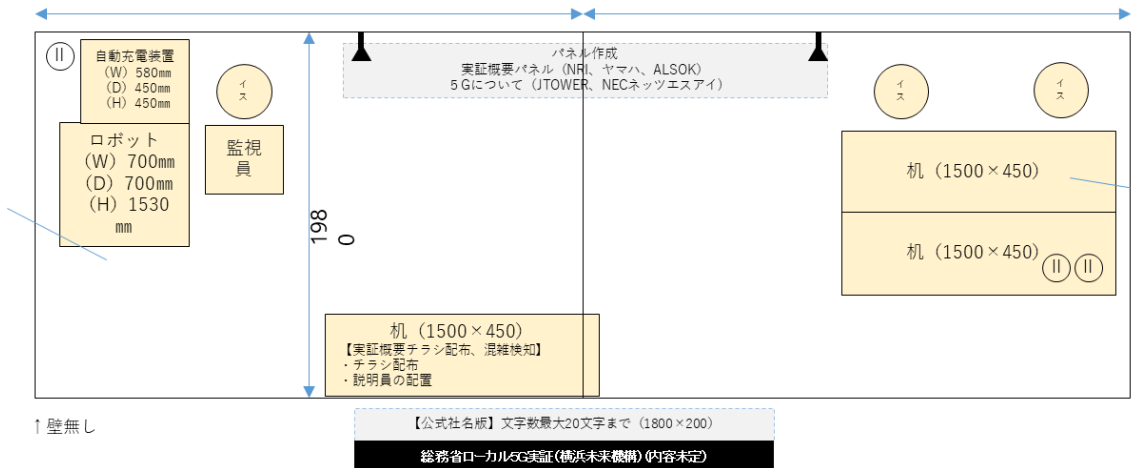 自動充電装置
（W）580㎜
（D）450㎜
（H）450㎜
イス
パネル作成
実証概要パネル（NRI、ヤマハ、ALSOK）
５Gについて（JTOWER、NECネッツエスアイ）
イス
イス
ロボット
（W）700㎜
（D）700㎜
（H）1530
㎜
監視
員
机（1500×450）
机（1500×450）
198
0
机（1500×450）
【実証概要チラシ配布、混雑検知】
・チラシ配布
・説明員の配置
↑壁無し
【公式社名版】文字数最大20文字まで（1800×200）
総務省ローカル5G実証(横浜未来機構)(内容未定)